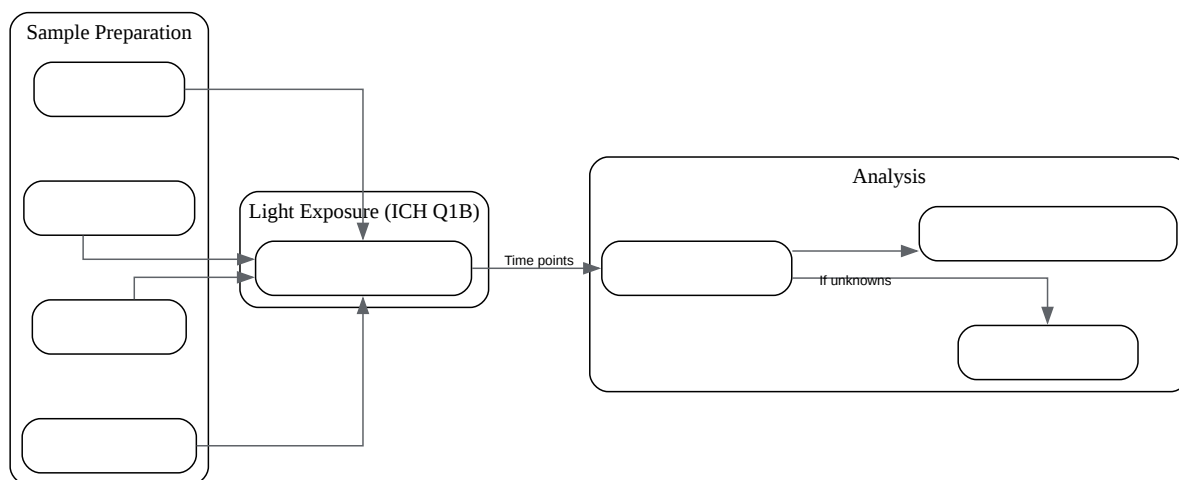 Sample Preparation
Light Exposure (ICH Q1B)
Time points
Analysis
If unknowns